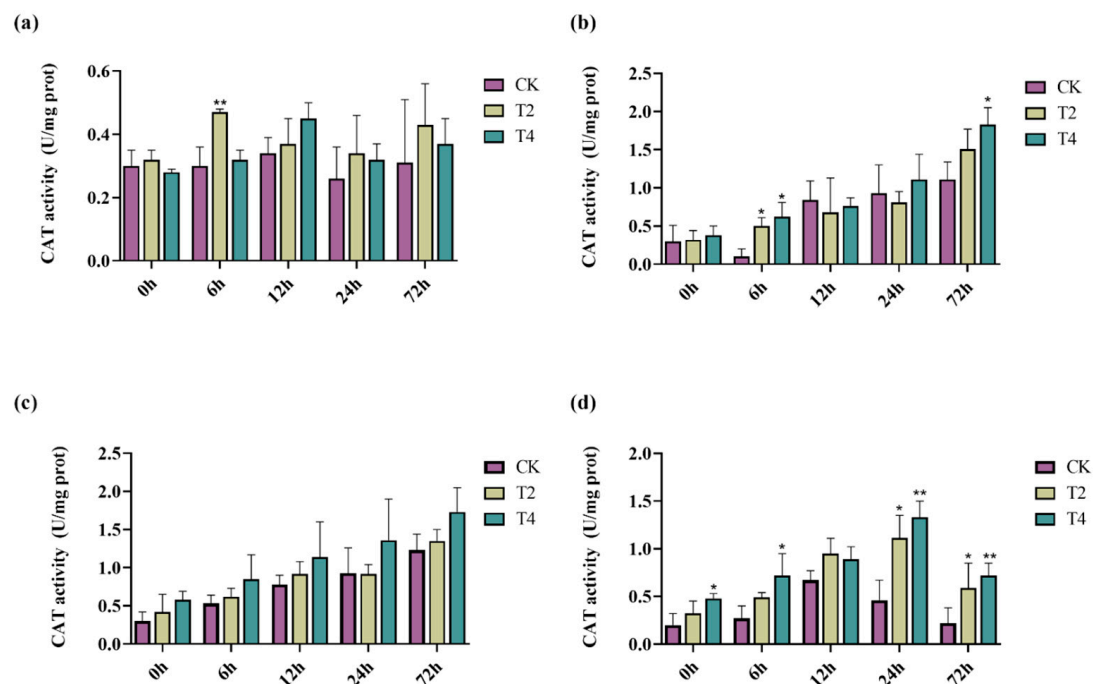 (a)
CAT activity (U/mg prot)
0.6
0.4
0.2
0.0
**
0h
6h
12h
24h
72h
CK
T2
T4
(b)
CAT activity (U/mg prot)
2.5
2.0
1.5
1.0
0.5
0.0
*
*
*
0h
6h
12h
24h
72h
CK
T2
T4
(c)
CAT activity (U/mg prot)
2.5
2.0
1.5
1.0
0.5
0.0
0h
6h
12h
24h
72h
CK
T2
T4
(d)
CAT activity (U/mg prot)
2.0
1.5
1.0
0.5
0.0
*
*
*
**
*
**
0h
6h
12h
24h
72h
CK
T2
T4